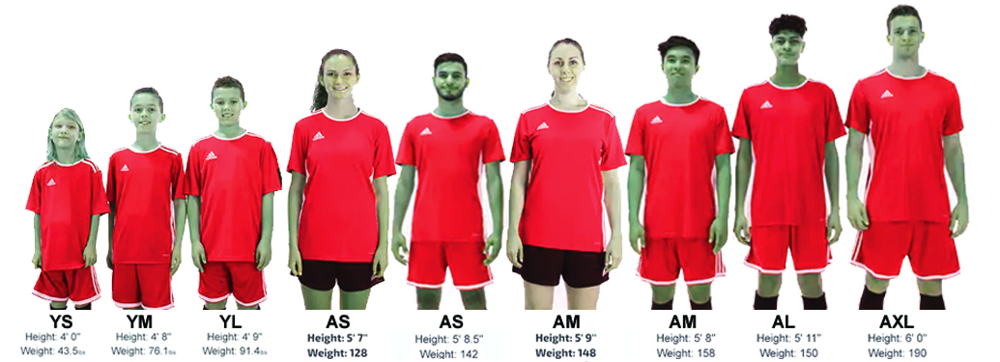 YS YM YL AS AS AM AM AL AXL
Height: 4' 0" Height: 4' 8" Height: 4' 9" Height: 5' 7" Height: 5' 8.5" Height: 5' 9" Height: 5' 8" Height: 5' 11" Height: 6' 0"
Weight: 43.5lbs Weight: 76.1lbs Weight: 91.4lbs Weight: 128 Weight: 142 Weight: 148 Weight: 158 Weight: 150 Weight: 190